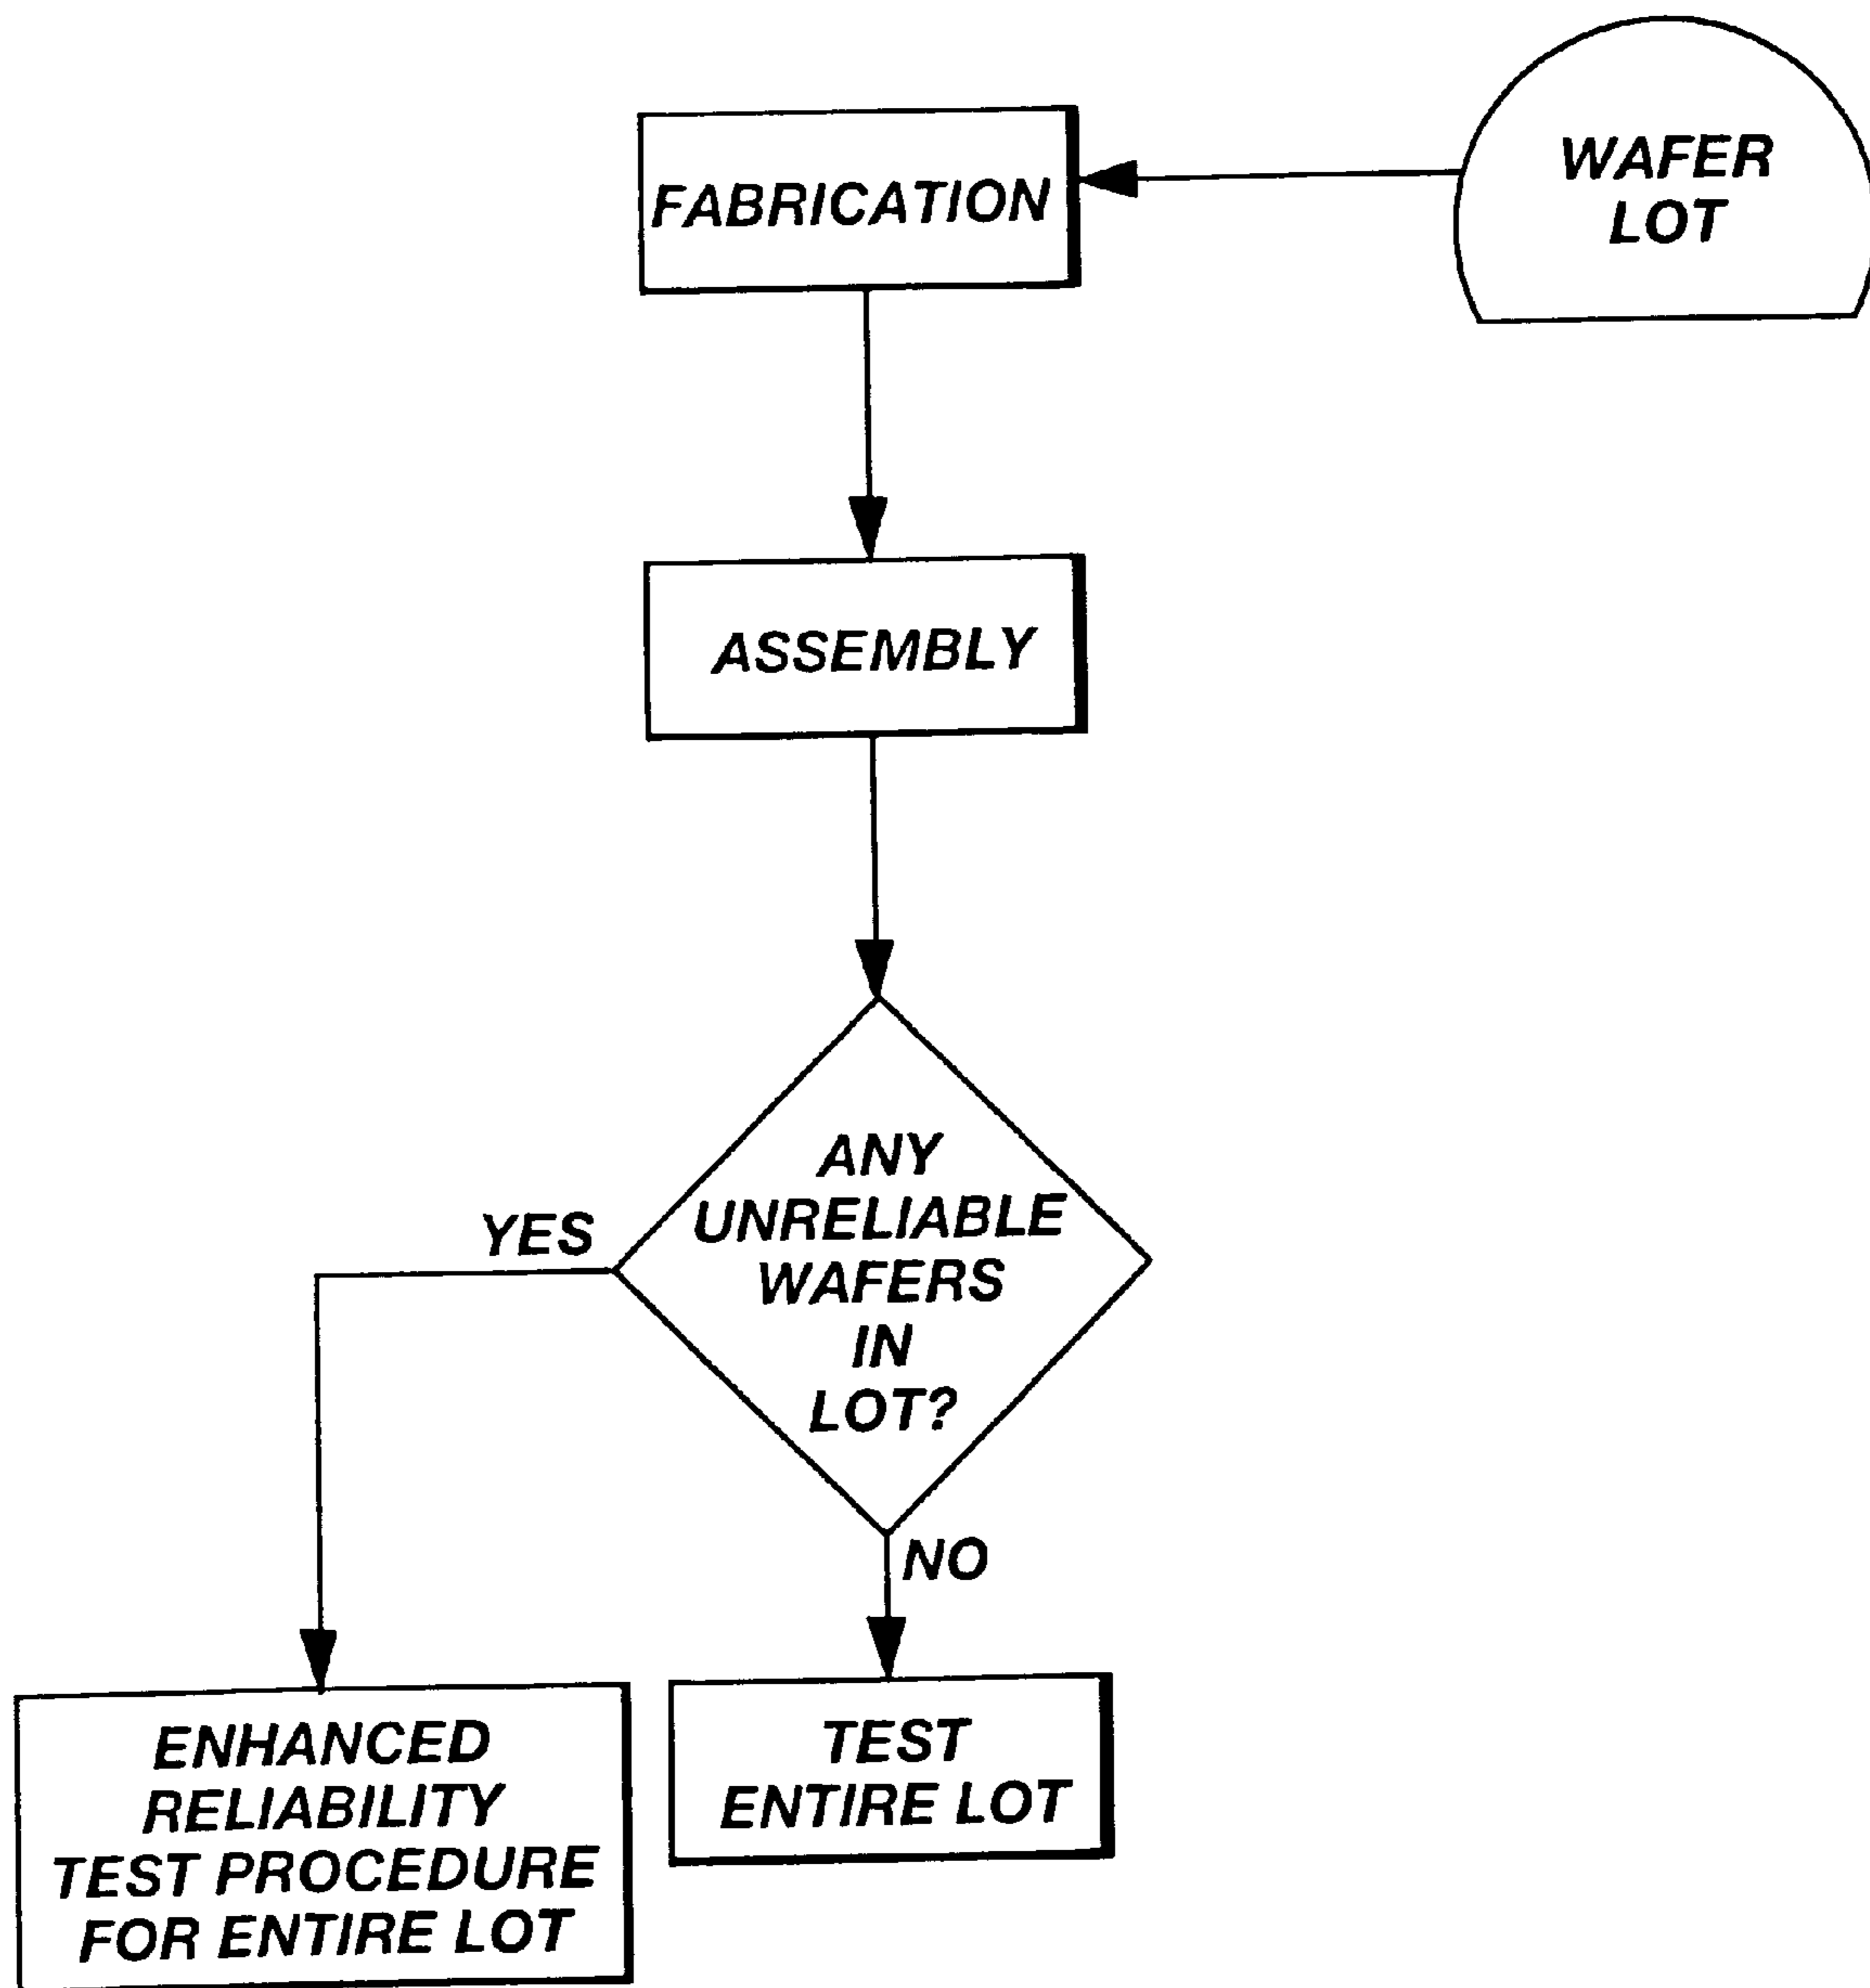 WAFER
LOT
FABRICATION
ASSEMBLY
ANY
UNRELIABLE
WAFERS
IN
LOT?
YES
NO
ENHANCED
RELIABILITY
TEST PROCEDURE
FOR ENTIRE LOT
TEST
ENTIRE LOT